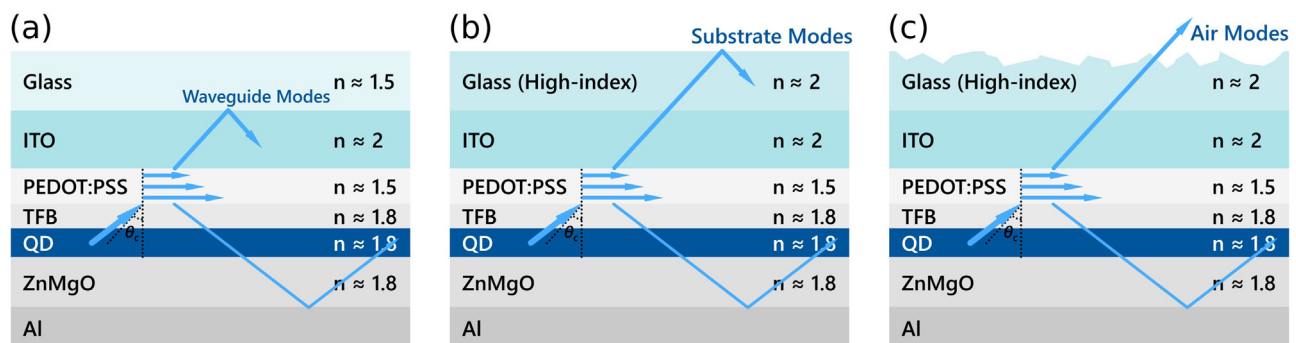 (a)
Glass n ≈ 1.5
Waveguide Modes
ITO n ≈ 2
PEDOT:PSS n ≈ 1.5
TFB n ≈ 1.8
θc
QD n ≈ 1.8
ZnMgO n ≈ 1.8
Al
(b)
Substrate Modes
Glass (High-index) n ≈ 2
ITO n ≈ 2
PEDOT:PSS n ≈ 1.5
TFB n ≈ 1.8
θc
QD n ≈ 1.8
ZnMgO n ≈ 1.8
Al
(c)
Air Modes
Glass (High-index) n ≈ 2
ITO n ≈ 2
PEDOT:PSS n ≈ 1.5
TFB n ≈ 1.8
θc
QD n ≈ 1.8
ZnMgO n ≈ 1.8
Al